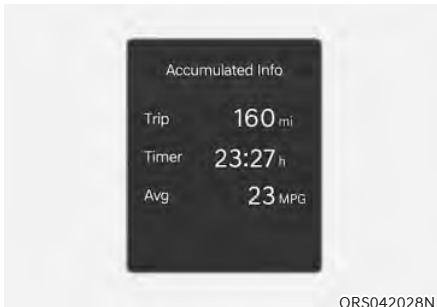 Accumulated Info
Trip 160 mi
Timer 23:27 h
Avg 23 MPG
ORS042028N